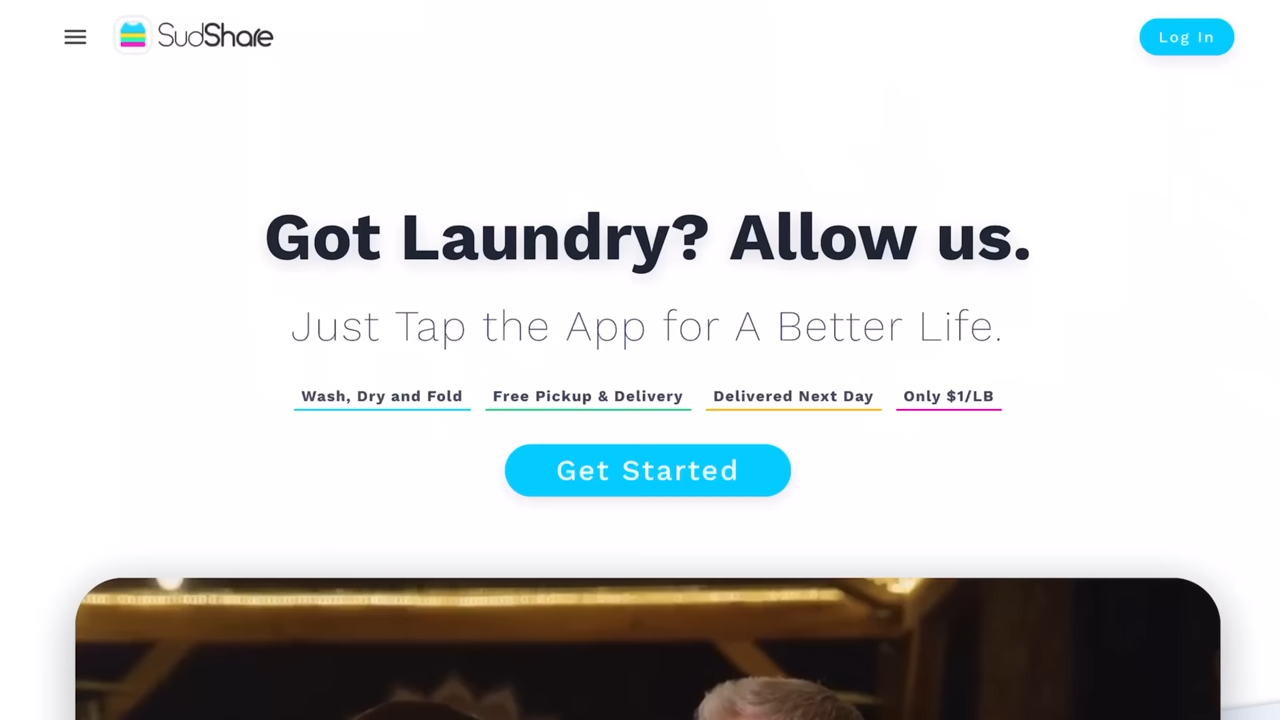 SudShare
Log In
Got Laundry? Allow us.
Just Tap the App for A Better Life.
Wash, Dry and Fold
Free Pickup & Delivery
Delivered Next Day
Only $1/LB
Get Started